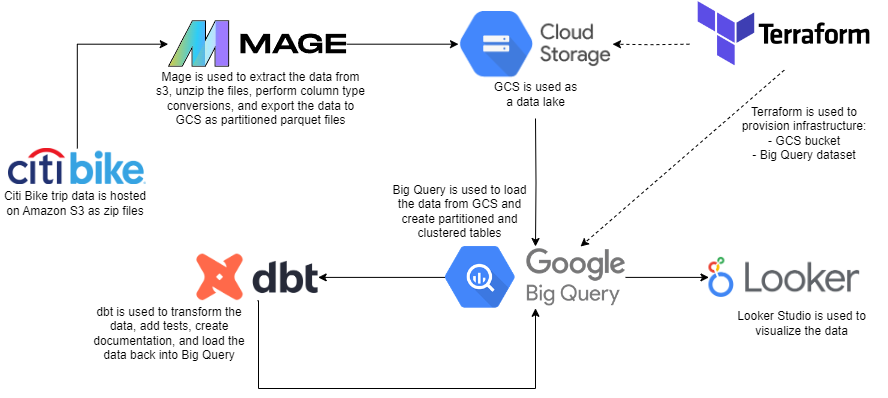 MAGE
Cloud
Storage
Terraform
Mage is used to extract the data from
s3, unzip the files, perform column type
conversions, and export the data to
GCS as partitioned parquet files
GCS is used as
a data lake
Terraform is used to
provision infrastructure:
- GCS bucket
- Big Query dataset
citi bike
Citi Bike trip data is hosted
on Amazon S3 as zip files
Big Query is used to load
the data from GCS and
create partitioned and
clustered tables
dbt
Google
Big Query
Looker
dbt is used to transform the
data, add tests, create
documentation, and load the
data back into Big Query
Looker Studio is used to
visualize the data